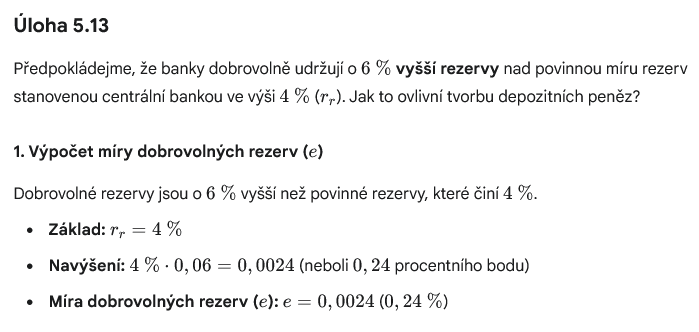 Úloha 5.13
Předpokládejme, že banky dobrovolně udržují o 6 % vyšší rezervy nad povinnou míru rezerv
stanovenou centrální bankou ve výši 4 % (r_r). Jak to ovlivní tvorbu depozitních peněz?
1. Výpočet míry dobrovolných rezerv (e)
Dobrovolné rezervy jsou o 6 % vyšší než povinné rezervy, které činí 4 %.
• Základ: r_r = 4 %
• Navýšení: 4 % · 0,06 = 0,0024 (neboli 0,24 procentního bodu)
• Míra dobrovolných rezerv (e): e = 0,0024 (0,24 %)